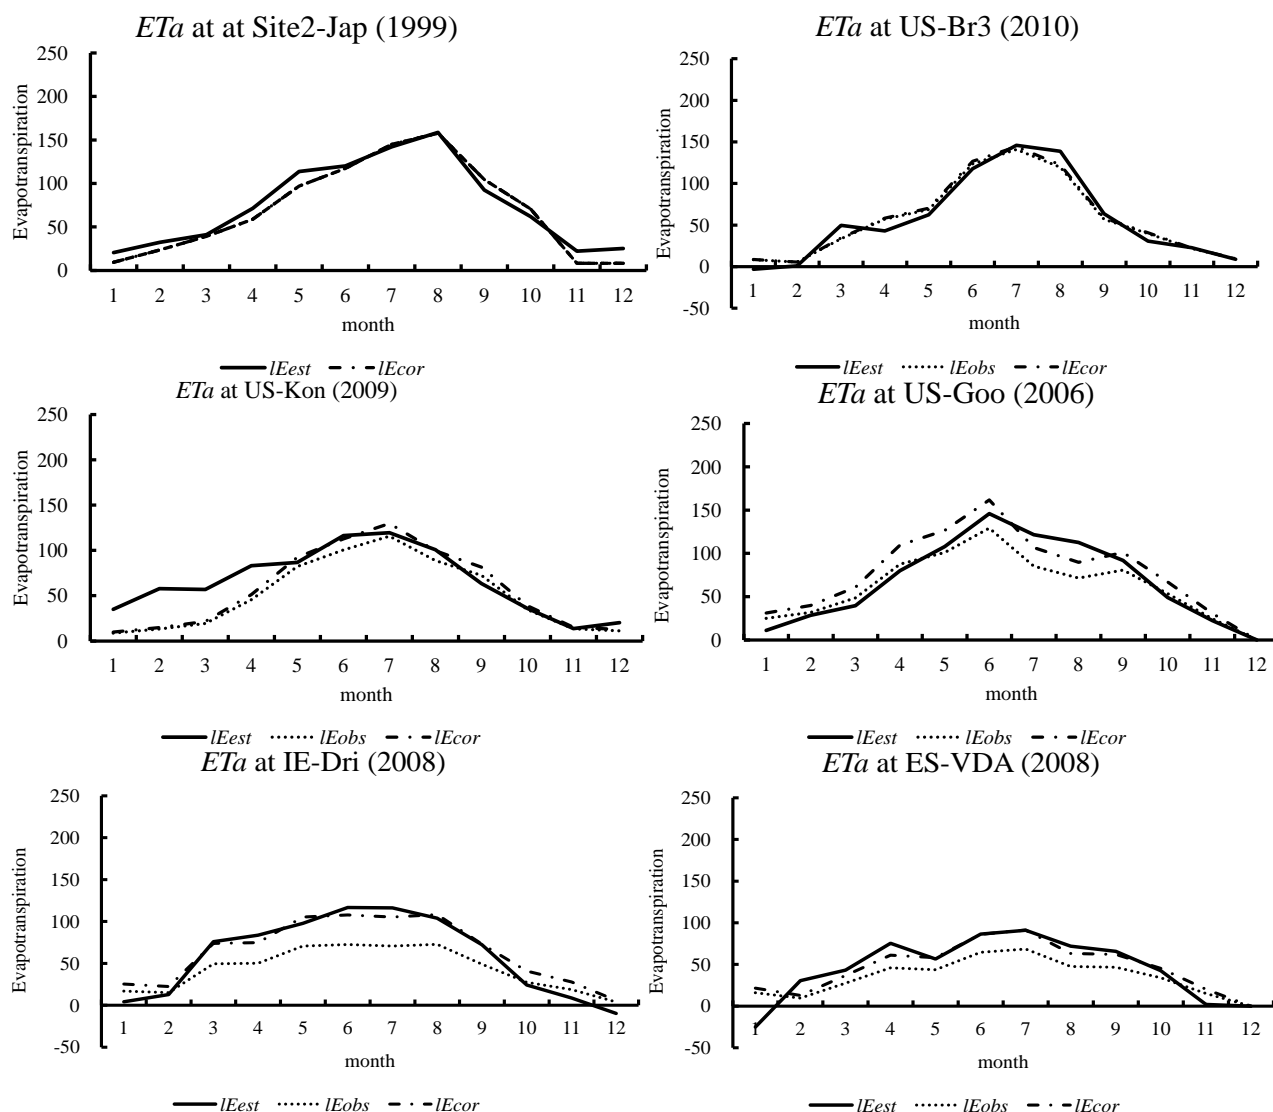 ETa at at Site2-Jap (1999)
250
200
150
100
50
0
Evapotranspiration
1 2 3 4 5 6 7 8 9 10 11 12
month
lEest lEcor
ETa at US-Br3 (2010)
250
200
150
100
50
0
-50
Evapotranspiration
1 2 3 4 5 6 7 8 9 10 11 12
month
lEest lEobs lEcor
ETa at US-Kon (2009)
250
200
150
100
50
0
Evapotranspiration
1 2 3 4 5 6 7 8 9 10 11 12
month
lEest lEobs lEcor
ETa at US-Goo (2006)
250
200
150
100
50
0
Evapotranspiration
1 2 3 4 5 6 7 8 9 10 11 12
month
lEest lEobs lEcor
ETa at IE-Dri (2008)
250
200
150
100
50
0
-50
Evapotranspiration
1 2 3 4 5 6 7 8 9 10 11 12
month
lEest lEobs lEcor
ETa at ES-VDA (2008)
250
200
150
100
50
0
-50
Evapotranspiration
1 2 3 4 5 6 7 8 9 10 11 12
month
lEest lEobs lEcor